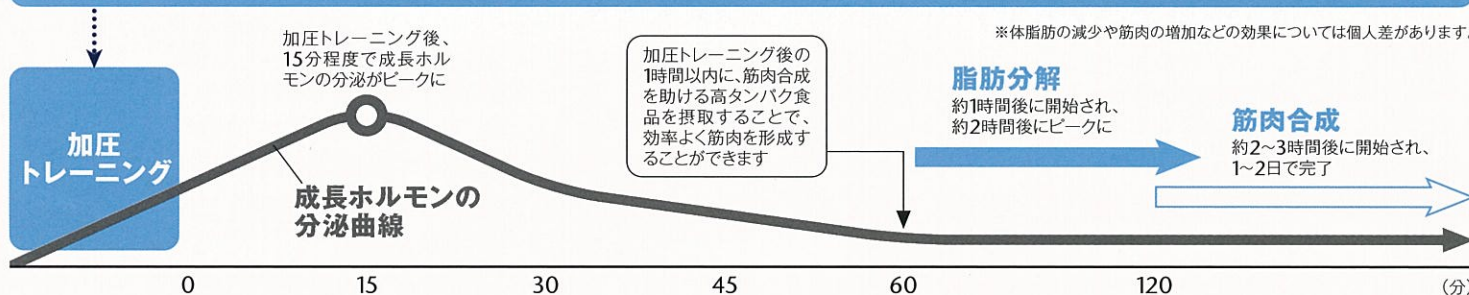 ※体脂肪の減少や筋肉の増加などの効果については個人差があります。
加圧トレーニング後、
15分程度で成長ホル
モンの分泌がピークに
加圧トレーニング後の
1時間以内に、筋肉合成
を助ける高タンパク食
品を摂取することで、
効率よく筋肉を形成す
ることができます
脂肪分解
約1時間後に開始され、
約2時間後にピークに
筋肉合成
約2〜3時間後に開始され、
1〜2日で完了
加圧
トレーニング
成長ホルモンの
分泌曲線
0 15 30 45 60 120 (分)